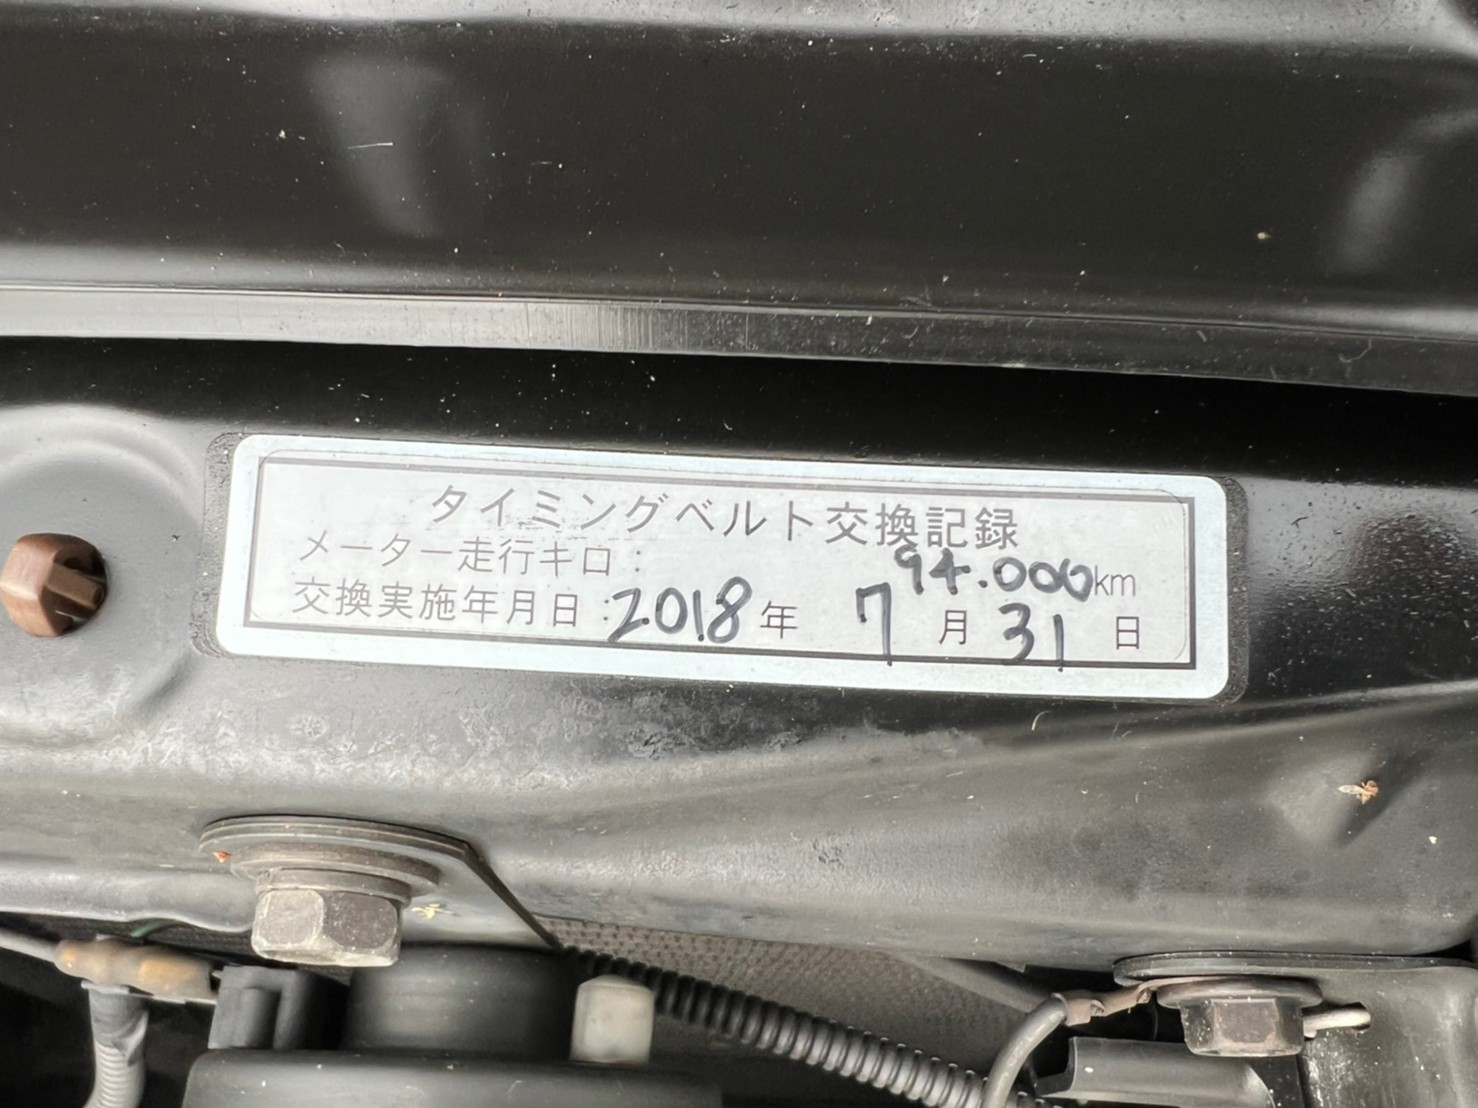 タイミングベルト交換記録
メーター走行キロ: 94.000km
交換実施年月日:2018年 7月31日